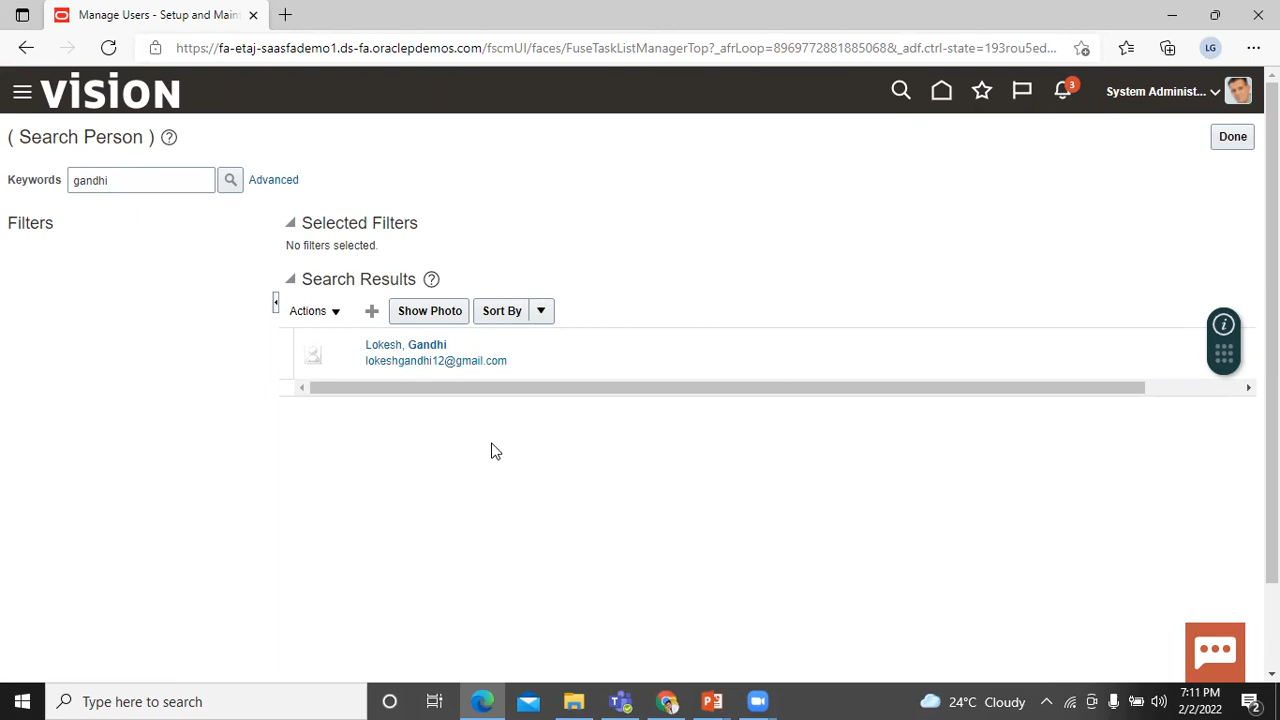 Manage Users - Setup and Main
https://fa-etaj-saasfademo1.ds-fa.oraclepdemos.com/fscmUI/faces/FuseTaskListManagerTop?_afrLoop=89697728818850688&_adf.ctrl-state=193rou5ed...
LG
VISION
3
System Administ...
( Search Person )
Done
Keywords gandhi Advanced
Filters
Selected Filters
No filters selected.
Search Results
Actions Show Photo Sort By
Lokesh, Gandhi
lokeshgandhi12@gmail.com
Type here to search
24°C Cloudy
7:11 PM
2/2/2022
2